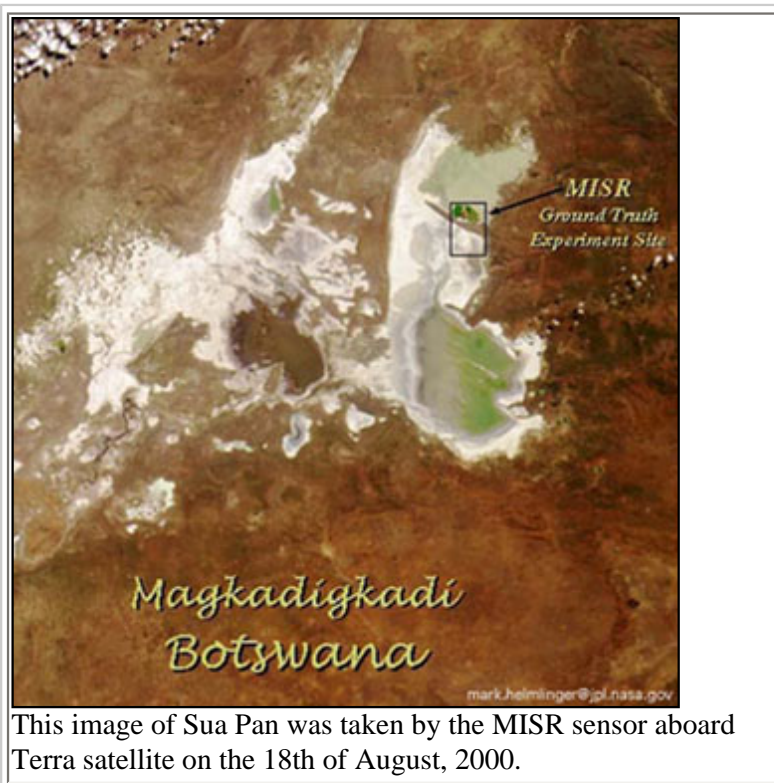 MISR
Ground Truth
Experiment Site
Magkadigkadi
Botswana
mark.helmlinger@jpl.nasa.gov
This image of Sua Pan was taken by the MISR sensor aboard
Terra satellite on the 18th of August, 2000.